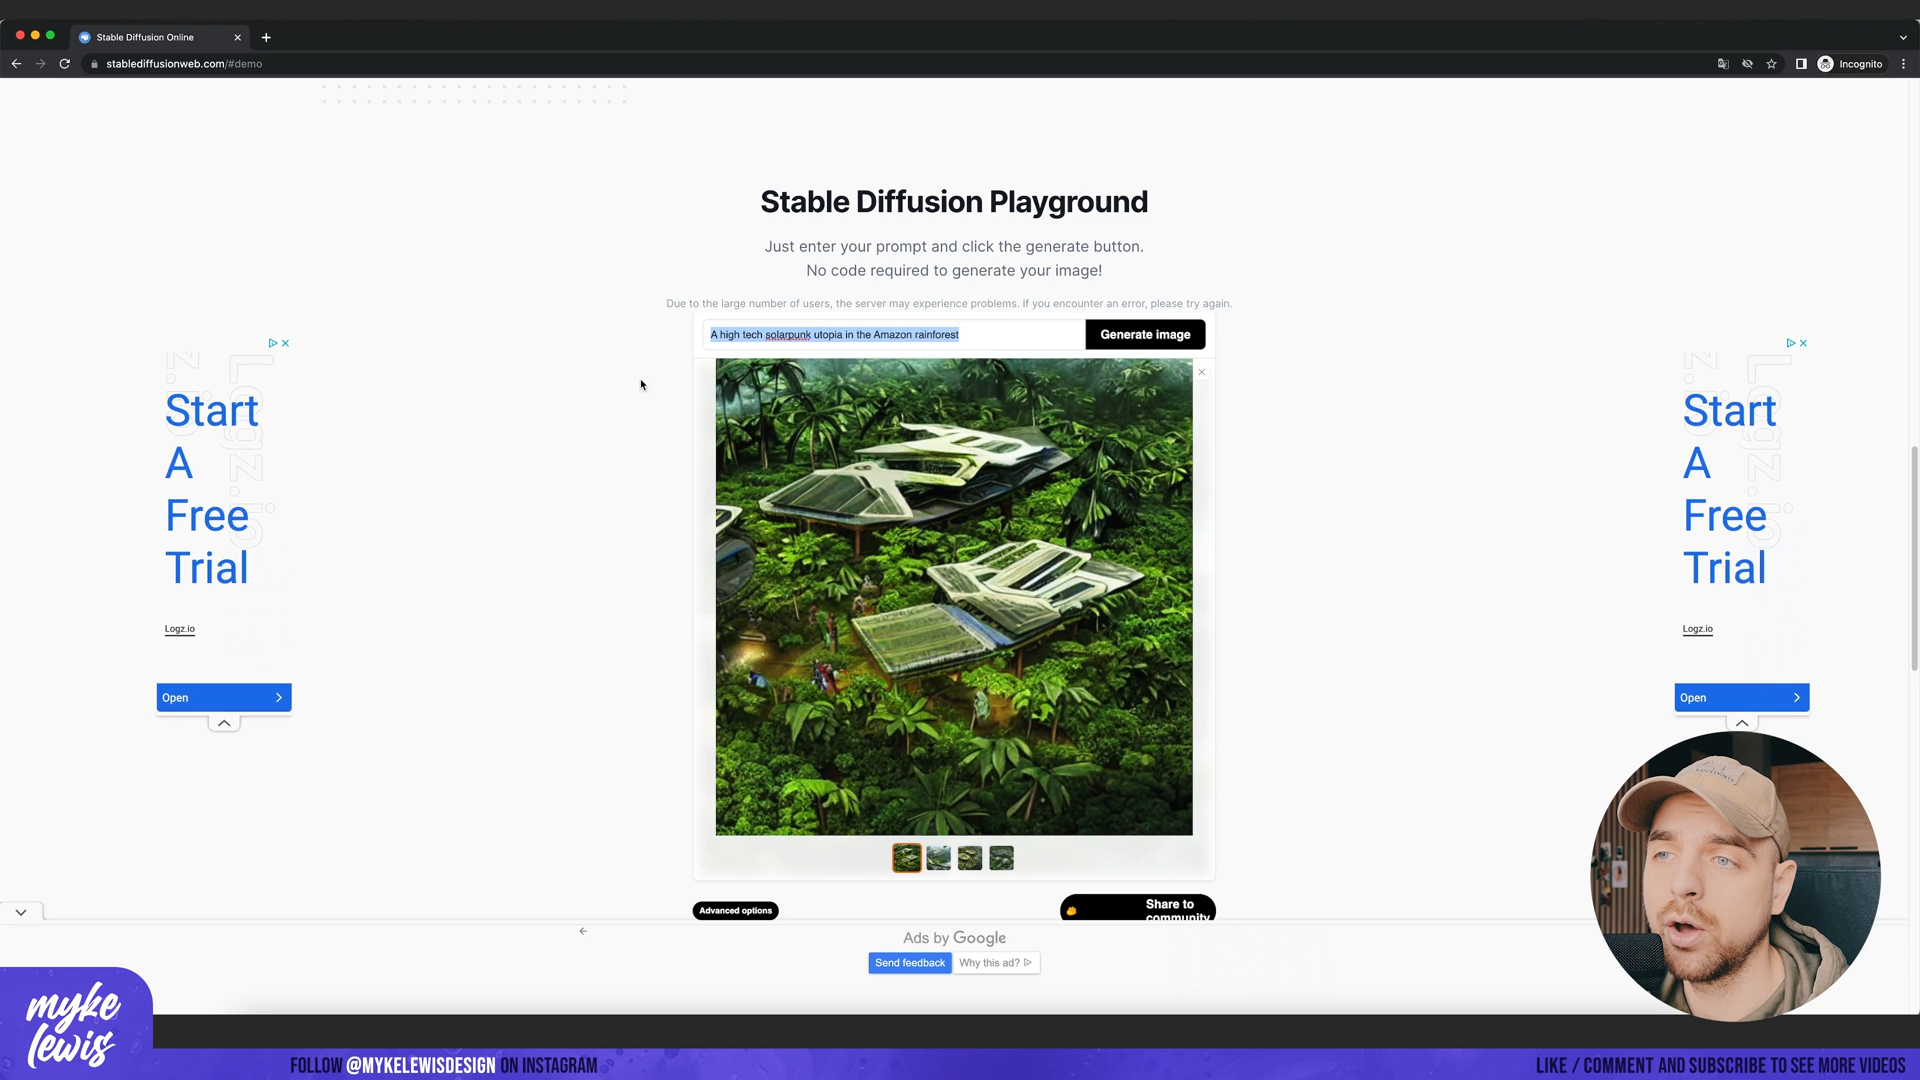 Stable Diffusion Online
stablediffusionweb.com/#demo
Incognito
Stable Diffusion Playground
Just enter your prompt and click the generate button.
No code required to generate your image!
Due to the large number of users, the server may experience problems. If you encounter an error, please try again.
A high tech solarpunk utopia in the Amazon rainforest
Generate image
Logz.io
Start
A
Free
Trial
Logz.io
Open
Logz.io
Start
A
Free
Trial
Logz.io
Open
Advanced options
Share to
community
Ads by Google
Send feedback
Why this ad?
myke
lewis
FOLLOW @MYKELEWISDESIGN ON INSTAGRAM
LIKE / COMMENT AND SUBSCRIBE TO SEE MORE VIDEOS